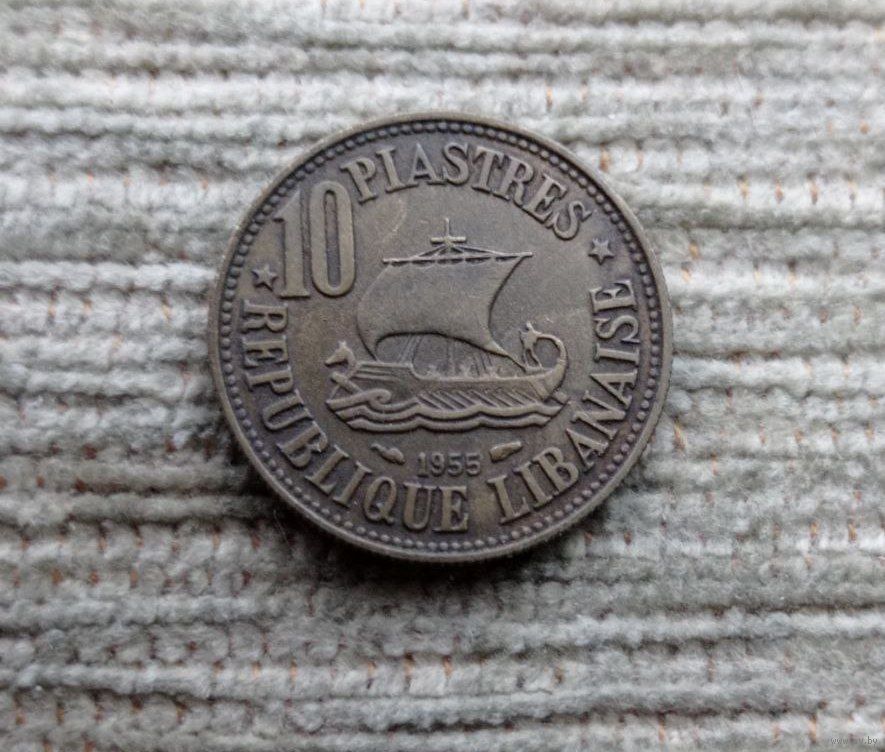 10 PIASTRES
1955
REPUBLIQUE LIBANAISE